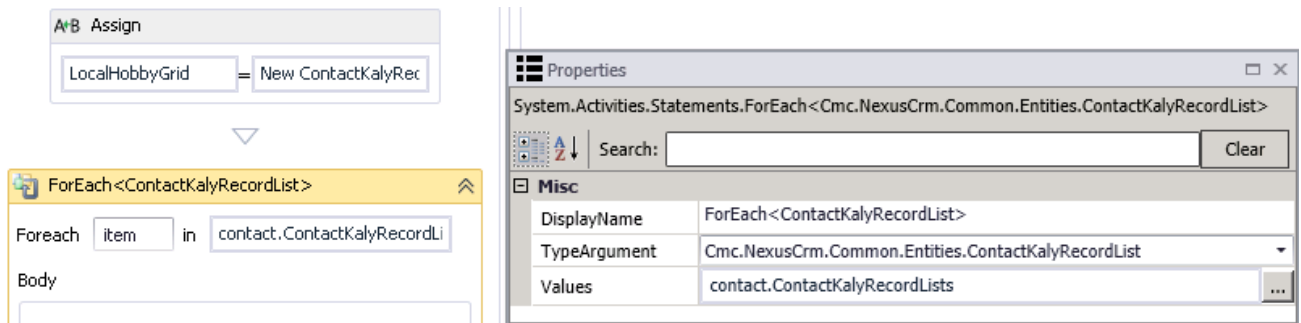 A+B Assign
LocalHobbyGrid = New ContactKalyRec
ForEach<ContactKalyRecordList>
Foreach item in contact.ContactKalyRecordLi
Body
Properties
System.Activities.Statements.ForEach<Cmc.NexusCrm.Common.Entities.ContactKalyRecordList>
A Z Search: Clear
Misc
DisplayName ForEach<ContactKalyRecordList>
TypeArgument Cmc.NexusCrm.Common.Entities.ContactKalyRecordList
Values contact.ContactKalyRecordLists ...